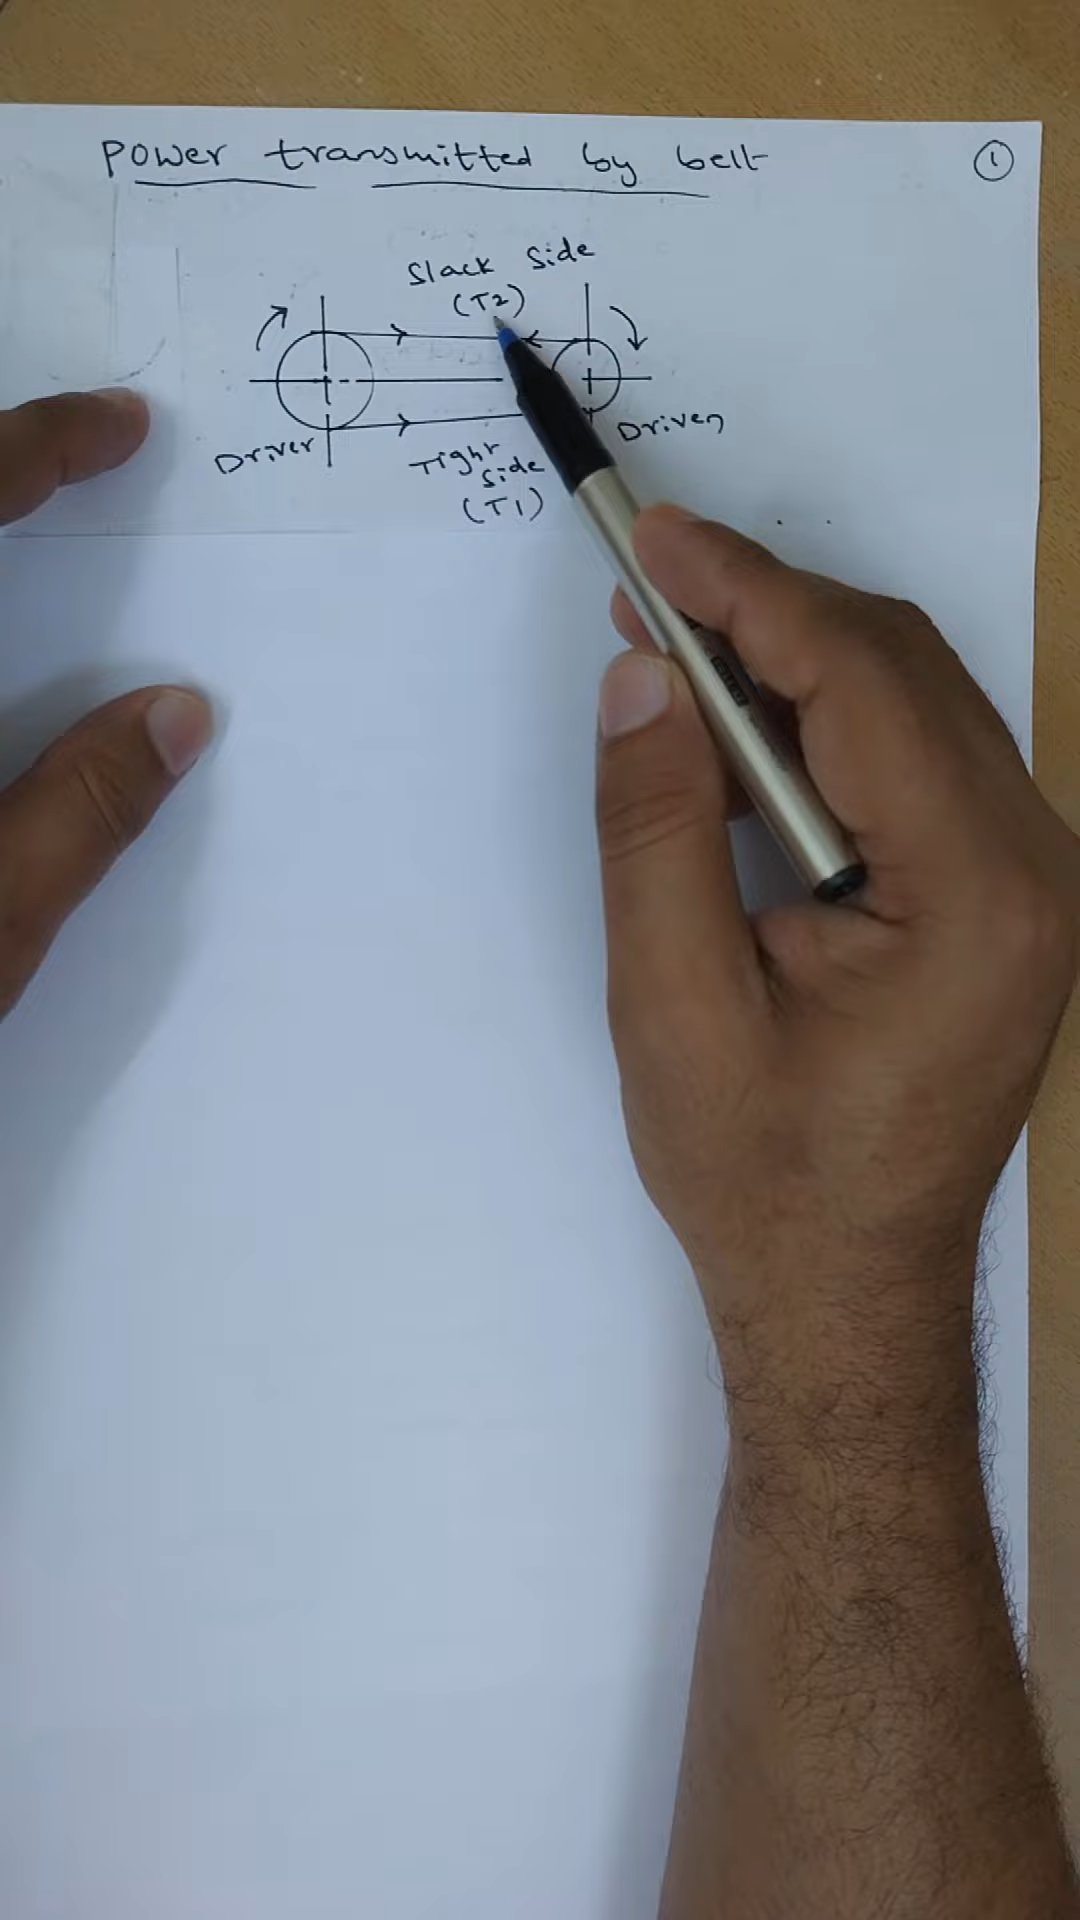 Power transmitted by belt
1
Slack Side
(T2)
Driver
Driven
Tight
Side
(T1)